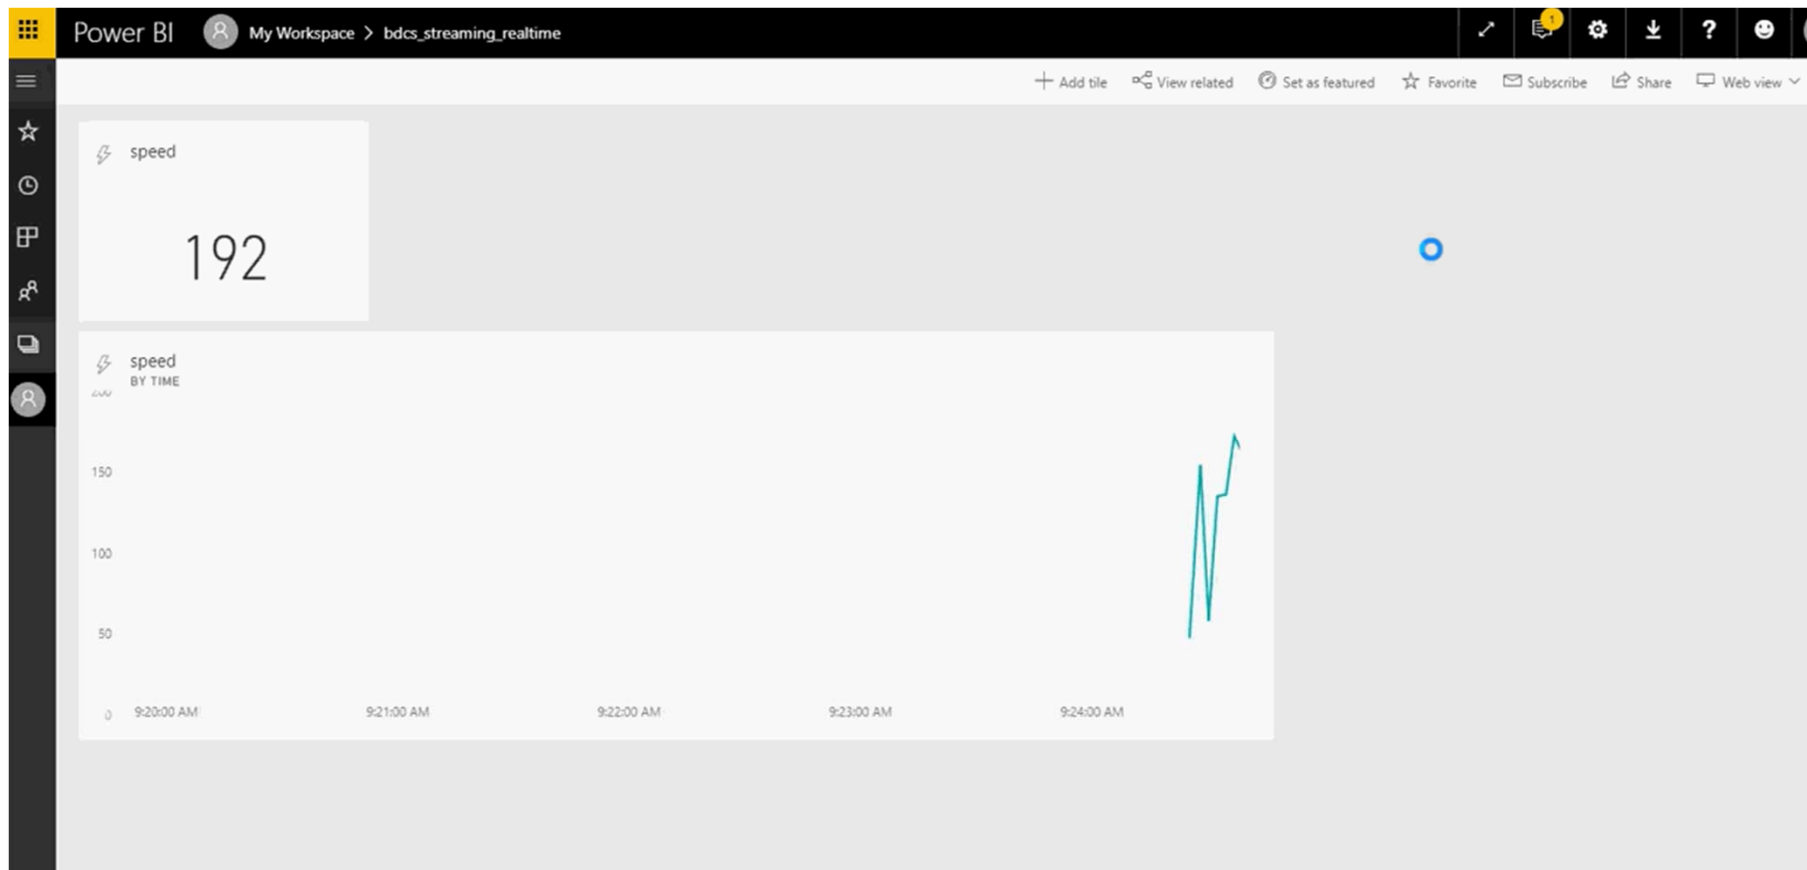 Power BI My Workspace > bdcs_streaming_realtime 1 ?
Add tile View related Set as featured Favorite Subscribe Share Web view
speed
192
speed
BY TIME
200
150
100
50
0
9:20:00 AM 9:21:00 AM 9:22:00 AM 9:23:00 AM 9:24:00 AM